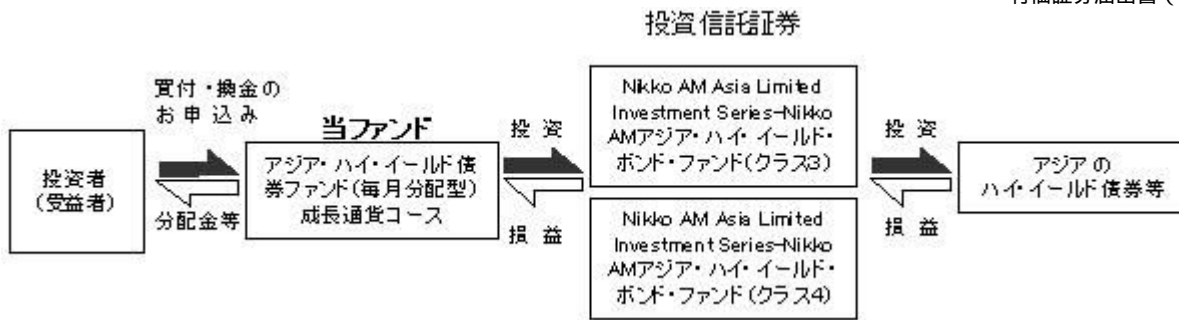 投資信託証券
買付・換金の
お申込み
投資者
(受益者)
分配金等
当ファンド
アジア・ハイ・イールド債
券ファンド(毎月分配型)
成長通貨コース
投資
損益
Nikko AM Asia Limited
Investment Series-Nikko
AMアジア・ハイ・イールド・
ボンド・ファンド(クラス3)
Nikko AM Asia Limited
Investment Series-Nikko
AMアジア・ハイ・イールド・
ボンド・ファンド(クラス4)
投資
損益
アジアの
ハイ・イールド債券等